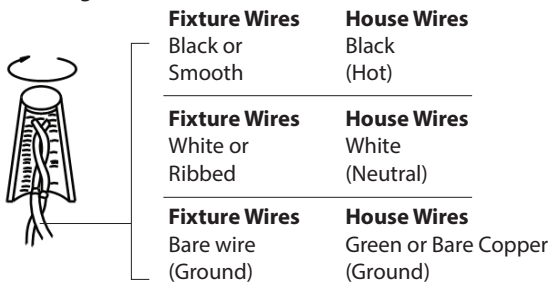 Fixture Wires House Wires
Black or Black
Smooth (Hot)
Fixture Wires House Wires
White or White
Ribbed (Neutral)
Fixture Wires House Wires
Bare wire Green or Bare Copper
(Ground) (Ground)